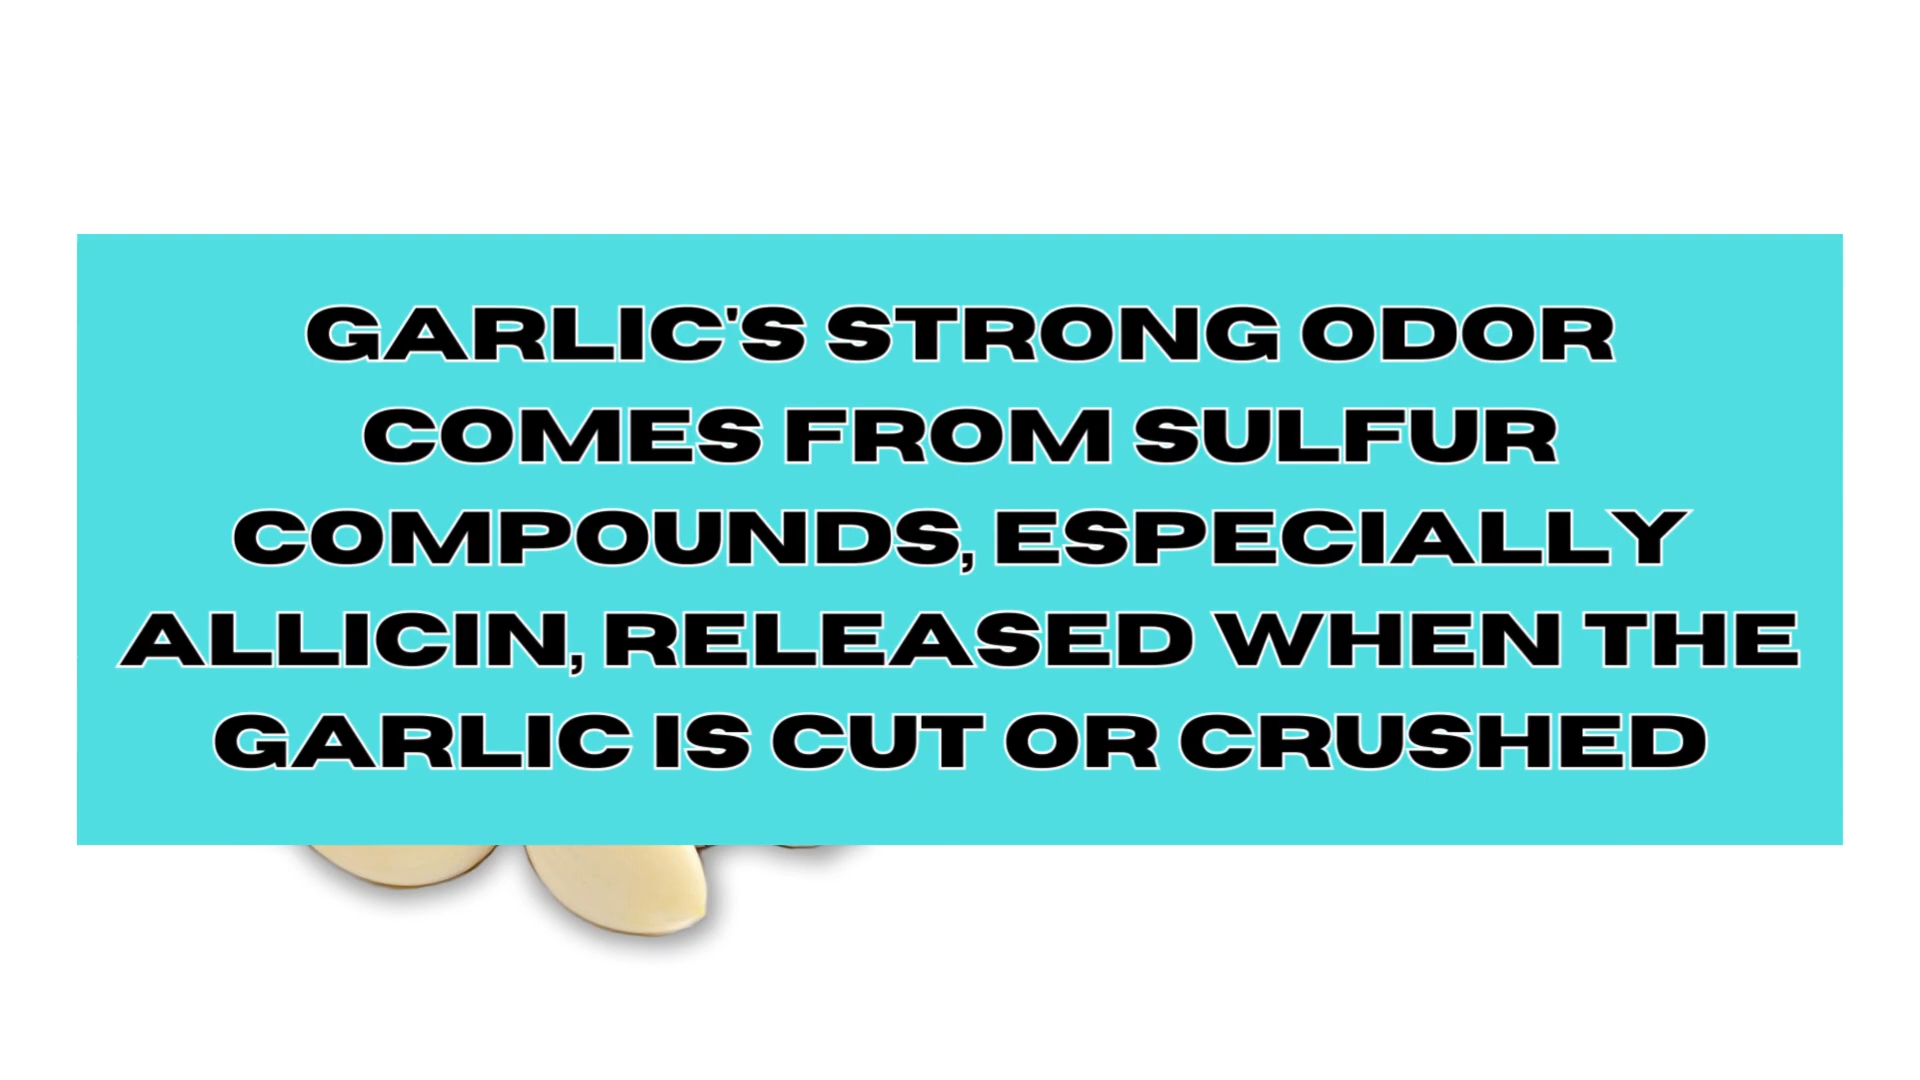 GARLIC'S STRONG ODOR
COMES FROM SULFUR
COMPOUNDS, ESPECIALLY
ALLICIN, RELEASED WHEN THE
GARLIC IS CUT OR CRUSHED